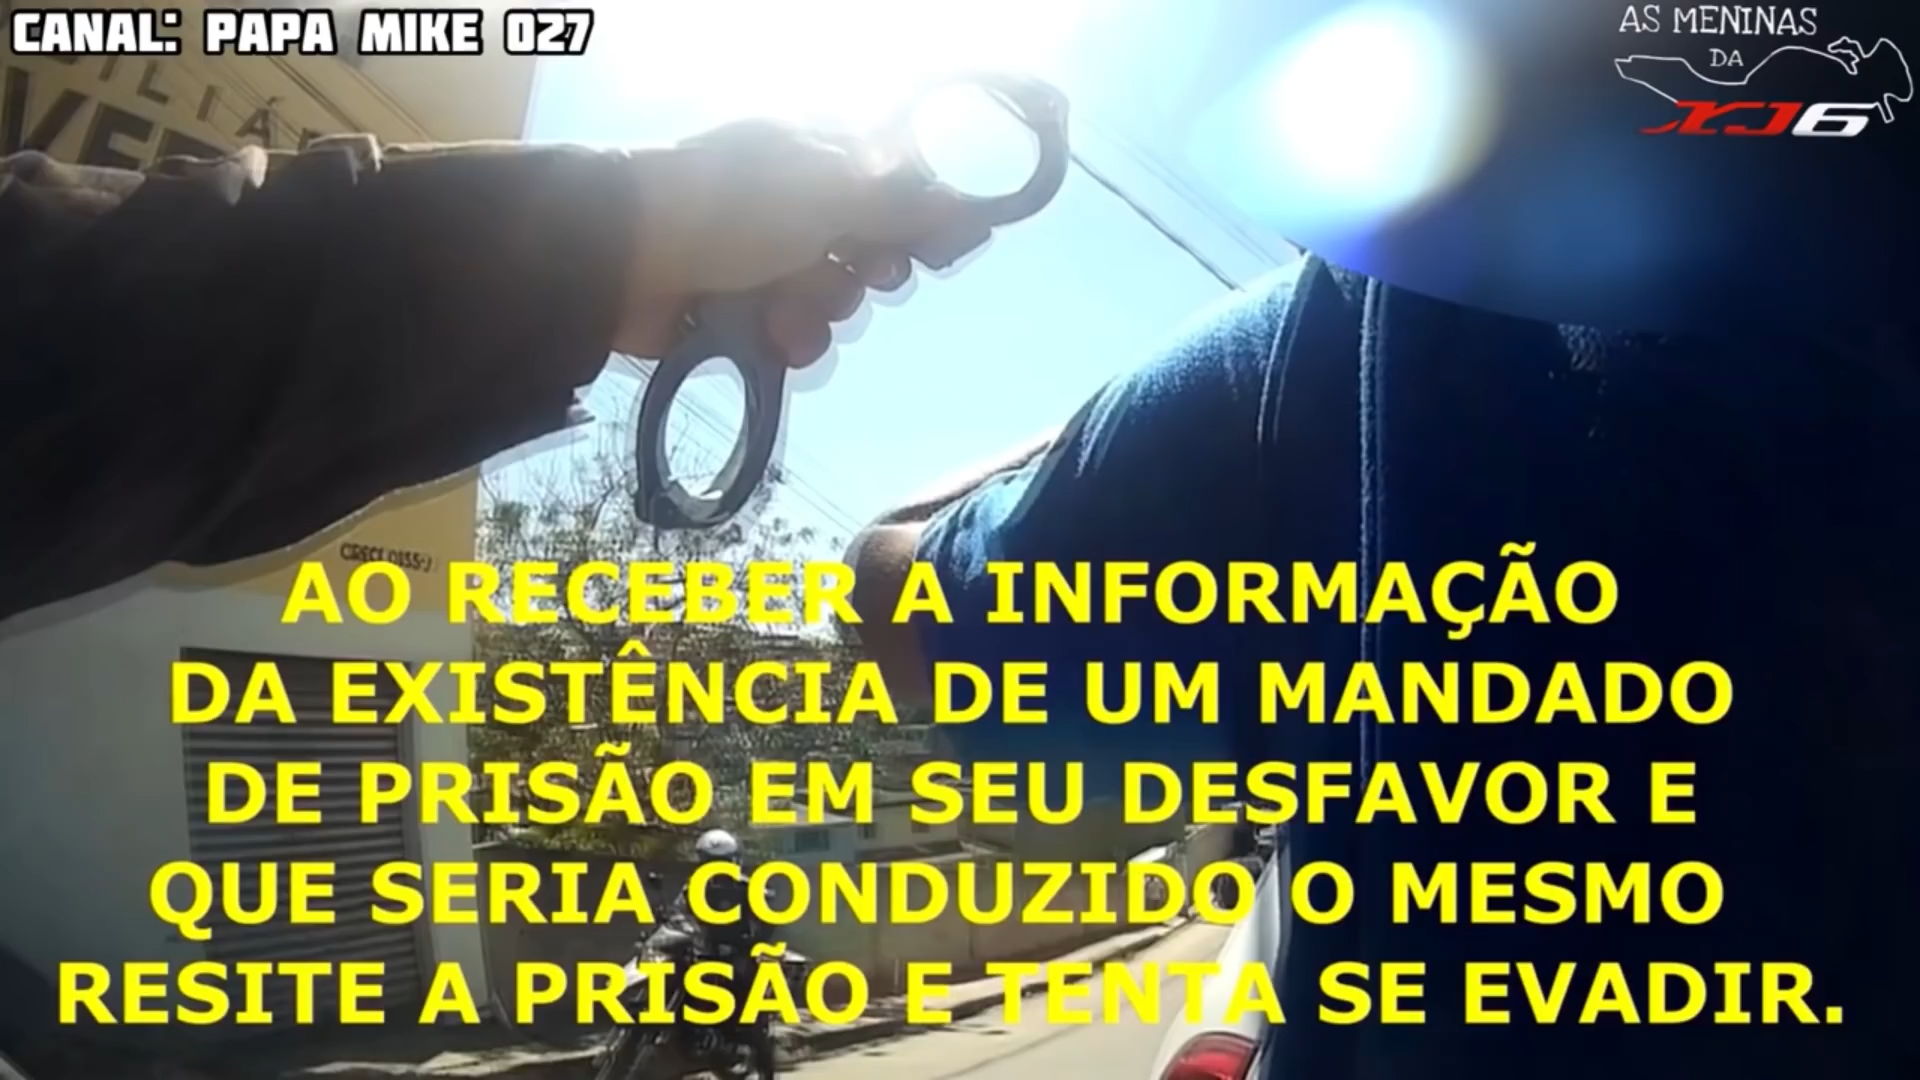 CANAL: PAPA MIKE 027
AS MENINAS
DA
XJ6
AO RECEBER A INFORMAÇÃO
DA EXISTÊNCIA DE UM MANDADO
DE PRISÃO EM SEU DESFAVOR E
QUE SERIA CONDUZIDO O MESMO
RESITE A PRISÃO E TENTA SE EVADIR.